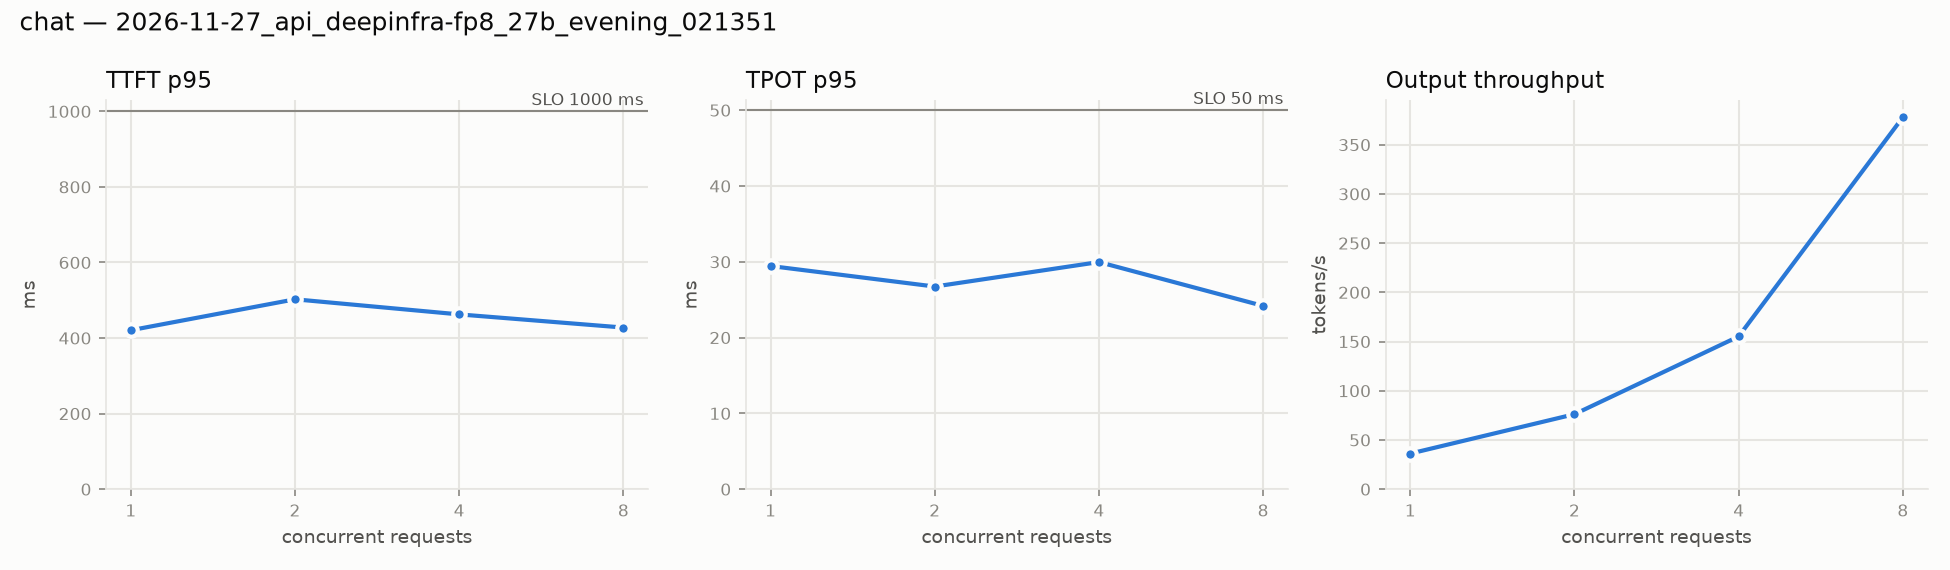 chat — 2026-11-27_api_deepinfra-fp8_27b_evening_021351
TTFT p95
SLO 1000 ms
1000
800
600
400
200
0
ms
1 2 4 8
concurrent requests
TPOT p95
SLO 50 ms
50
40
30
20
10
0
ms
1 2 4 8
concurrent requests
Output throughput
350
300
250
200
150
100
50
0
tokens/s
1 2 4 8
concurrent requests